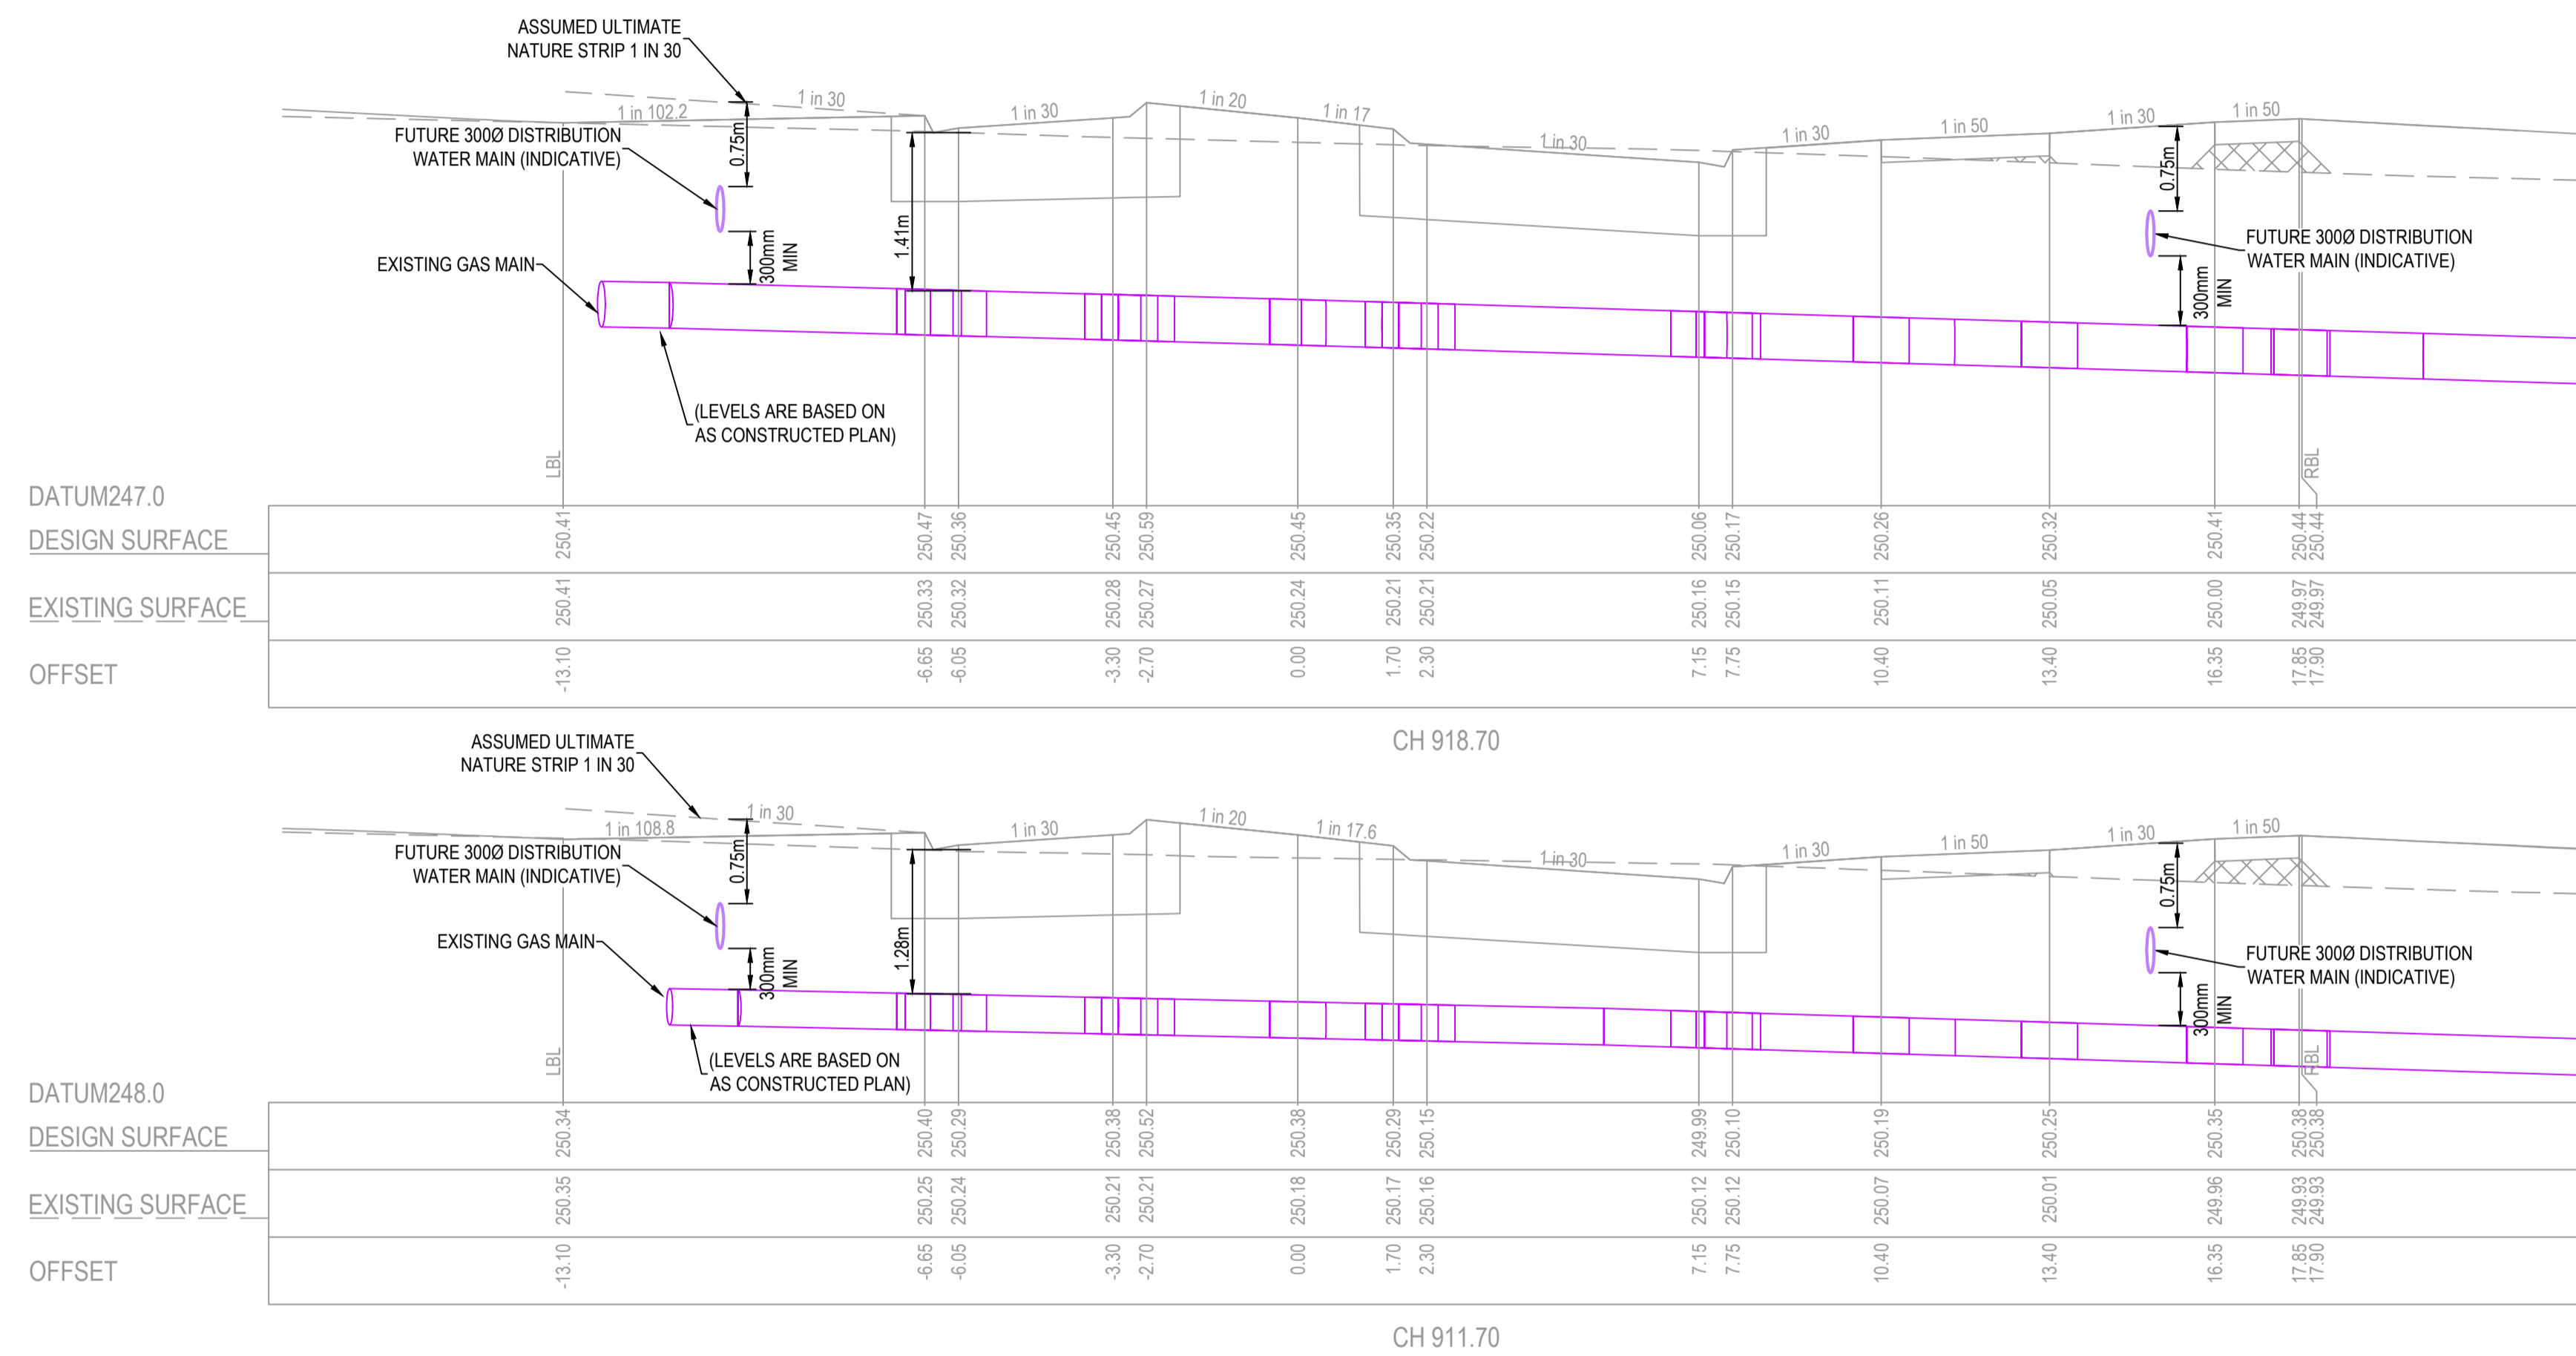 ASSUMED ULTIMATE
NATURE STRIP 1 IN 30
1 in 102.2
1 in 30
1 in 30
1 in 20
1 in 17
1 in 30
1 in 30
1 in 50
1 in 30
1 in 50
FUTURE 300Ø DISTRIBUTION
WATER MAIN (INDICATIVE)
0.75m
1.41m
0.75m
300mm
MIN
EXISTING GAS MAIN
FUTURE 300Ø DISTRIBUTION
WATER MAIN (INDICATIVE)
300mm
MIN
(LEVELS ARE BASED ON
AS CONSTRUCTED PLAN)
LBL
RBL
DATUM247.0
DESIGN SURFACE 250.41 250.47 250.36 250.45 250.59 250.45 250.35 250.22 250.06 250.17 250.26 250.32 250.41 250.44 250.44
EXISTING SURFACE 250.41 250.33 250.32 250.28 250.27 250.24 250.21 250.21 250.16 250.15 250.11 250.05 250.00 249.97 249.97
OFFSET -13.10 -6.65 -6.05 -3.30 -2.70 0.00 1.70 2.30 7.15 7.75 10.40 13.40 16.35 17.85 17.90
CH 918.70
ASSUMED ULTIMATE
NATURE STRIP 1 IN 30
1 in 108.8
1 in 30
1 in 30
1 in 20
1 in 17.6
1 in 30
1 in 30
1 in 50
1 in 30
1 in 50
FUTURE 300Ø DISTRIBUTION
WATER MAIN (INDICATIVE)
0.75m
1.28m
0.75m
EXISTING GAS MAIN
300mm
MIN
FUTURE 300Ø DISTRIBUTION
WATER MAIN (INDICATIVE)
300mm
MIN
(LEVELS ARE BASED ON
AS CONSTRUCTED PLAN)
LBL
RBL
DATUM248.0
DESIGN SURFACE 250.34 250.40 250.29 250.38 250.52 250.38 250.29 250.15 249.99 250.10 250.19 250.25 250.35 250.38 250.38
EXISTING SURFACE 250.35 250.25 250.24 250.21 250.21 250.18 250.17 250.16 250.12 250.12 250.07 250.01 249.96 249.93 249.93
OFFSET -13.10 -6.65 -6.05 -3.30 -2.70 0.00 1.70 2.30 7.15 7.75 10.40 13.40 16.35 17.85 17.90
CH 911.70